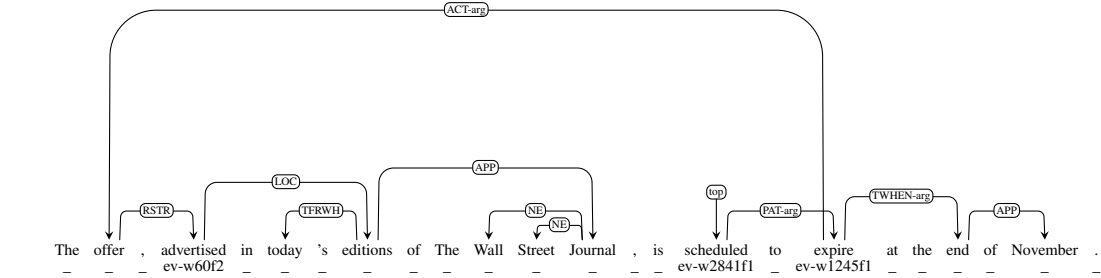 ACT-arg
LOC APP
RSTR TFRWH NE NE top PAT-arg TWHEN-arg APP
The offer , advertised in today 's editions of The Wall Street Journal , is scheduled to expire at the end of November .
_ _ _ ev-w60f2 _ _ _ _ _ _ _ _ _ _ _ ev-w2841f1 _ ev-w1245f1 _ _ _ _ _ _